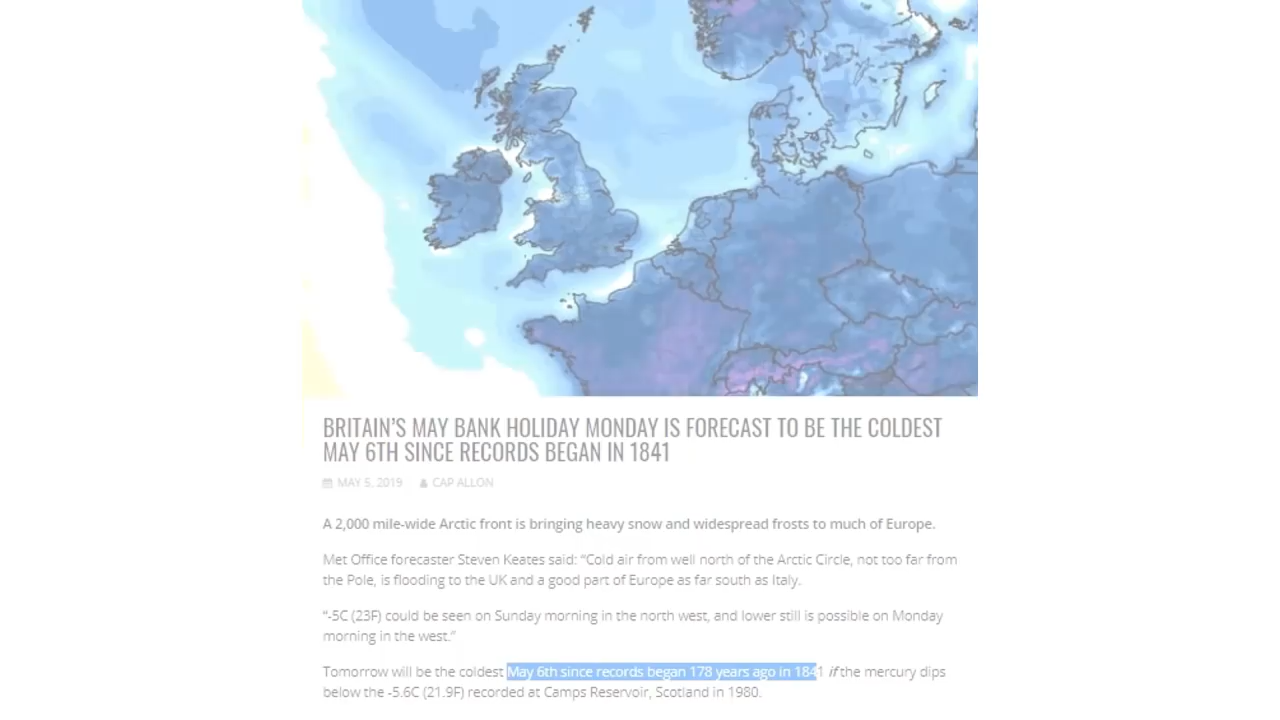 BRITAIN'S MAY BANK HOLIDAY MONDAY IS FORECAST TO BE THE COLDEST
MAY 6TH SINCE RECORDS BEGAN IN 1841
MAY 5, 2019 CAP ALLON
A 2,000 mile-wide Arctic front is bringing heavy snow and widespread frosts to much of Europe.
Met Office forecaster Steven Keates said: “Cold air from well north of the Arctic Circle, not too far from
the Pole, is flooding to the UK and a good part of Europe as far south as Italy.
“-5C (23F) could be seen on Sunday morning in the north west, and lower still is possible on Monday
morning in the west.”
Tomorrow will be the coldest May 6th since records began 178 years ago in 1841 if the mercury dips
below the -5.6C (21.9F) recorded at Camps Reservoir, Scotland in 1980.